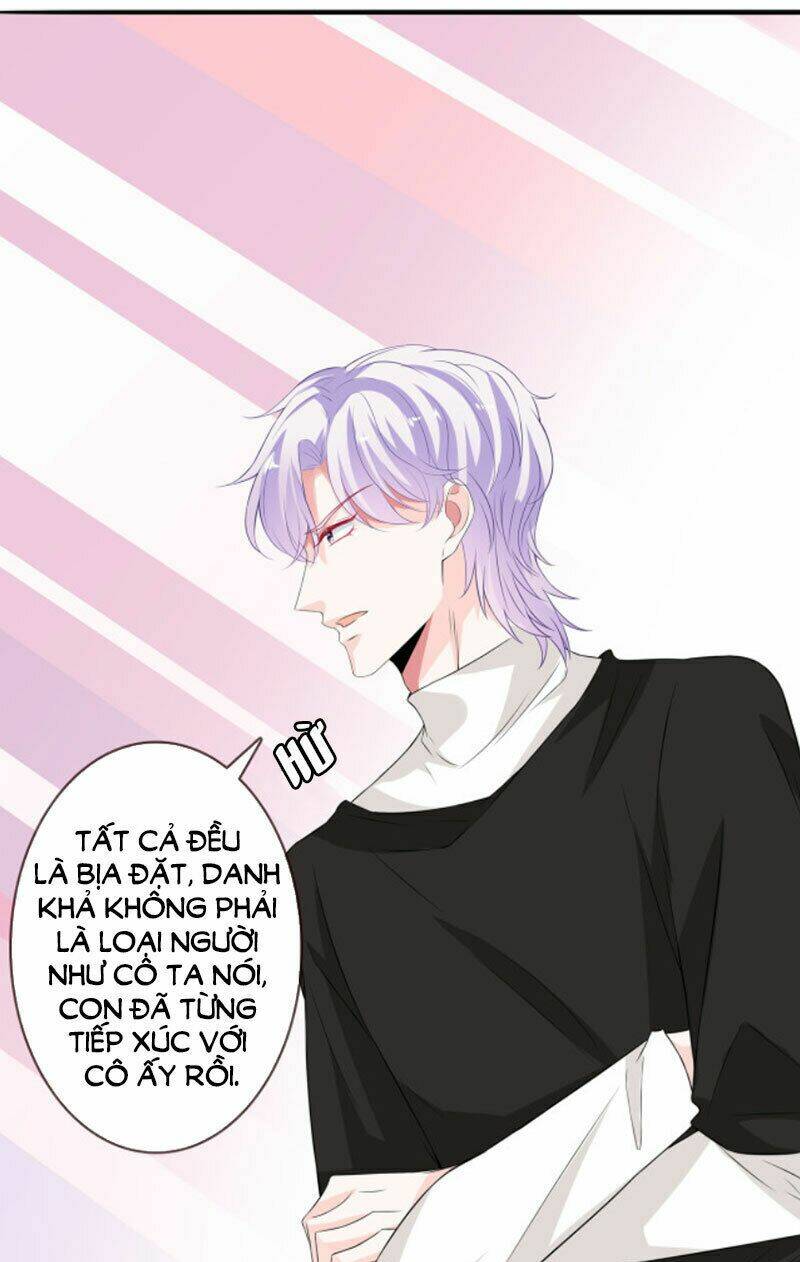 HỪ
TẤT CẢ ĐỀU
LÀ BỊA ĐẶT, DANH
KHẢ KHÔNG PHẢI
LÀ LOẠI NGƯỜI
NHƯ CÔ TA NÓI,
CON ĐÃ TỪNG
TIẾP XÚC VỚI
CÔ ẤY RỒI.